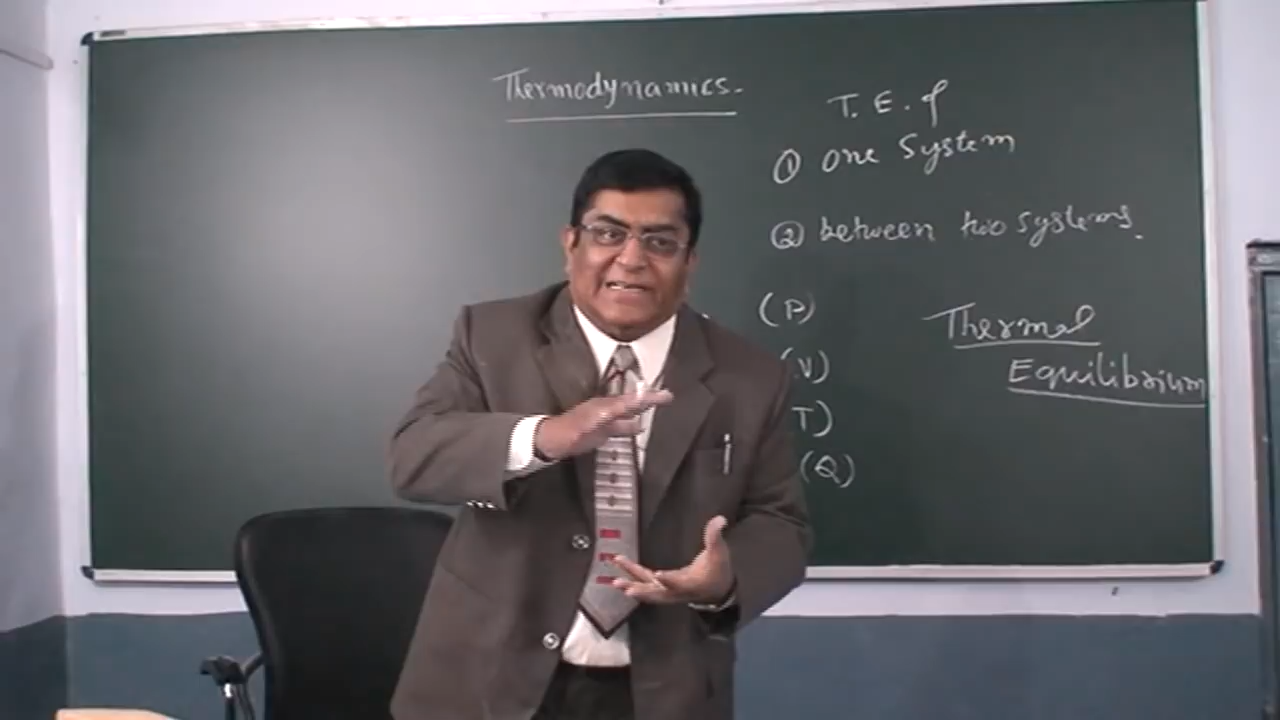 Thermodynamics.
T. E. of
① one System
② between two systems.
(P)
(V)
(T)
(Q)
Thermal
Equilibrium